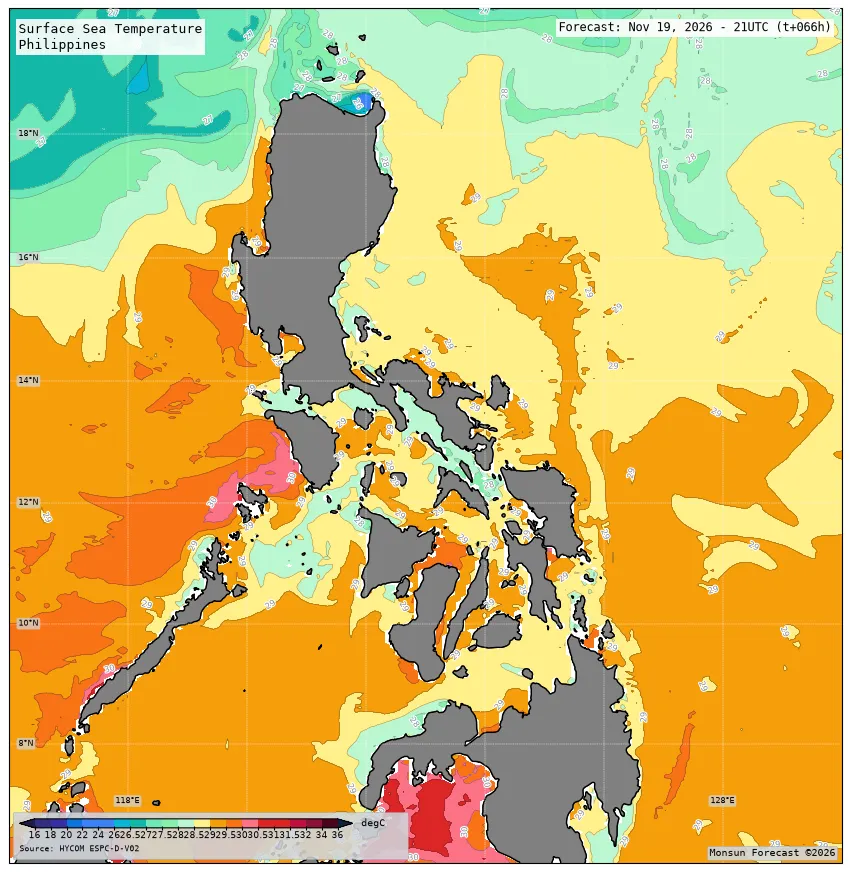 Surface Sea Temperature
Philippines
Forecast: Nov 19, 2026 - 21UTC (t+066h)
18°N
16°N
14°N
12°N
10°N
8°N
118°E
128°E
16 18 20 22 24 26 26.5 27 27.5 28 28.5 29 29.5 30 30.5 31 31.5 32 34 36 degC
Source: HYCOM ESPC-D-V02
Monsun Forecast ©2026